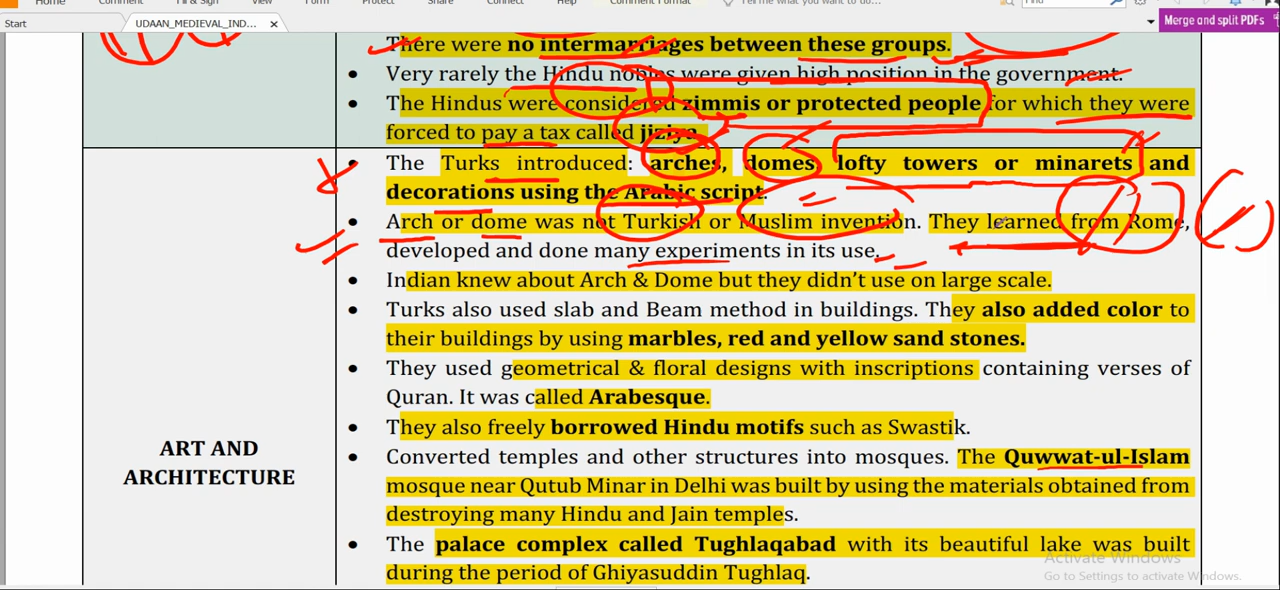 Home Comment Fill & Sign View Form Protect Share Connect Help Comment Format Tell me what you want to do... Find
Start UDAAN_MEDIEVAL_IND... × Merge and split PDFs
There were no intermarriages between these groups.
• Very rarely the Hindu nobles were given high position in the government.
• The Hindus were considered zimmis or protected people for which they were
forced to pay a tax called jiziya.
• The Turks introduced: arches, domes, lofty towers or minarets and
decorations using the Arabic script.
• Arch or dome was not Turkish or Muslim invention. They learned from Rome,
developed and done many experiments in its use.
• Indian knew about Arch & Dome but they didn't use on large scale.
• Turks also used slab and Beam method in buildings. They also added color to
their buildings by using marbles, red and yellow sand stones.
• They used geometrical & floral designs with inscriptions containing verses of
Quran. It was called Arabesque.
• They also freely borrowed Hindu motifs such as Swastik.
ART AND
ARCHITECTURE
• Converted temples and other structures into mosques. The Quwwat-ul-Islam
mosque near Qutub Minar in Delhi was built by using the materials obtained from
destroying many Hindu and Jain temples.
• The palace complex called Tughlaqabad with its beautiful lake was built
during the period of Ghiyasuddin Tughlaq.
Activate Windows
Go to Settings to activate Windows.